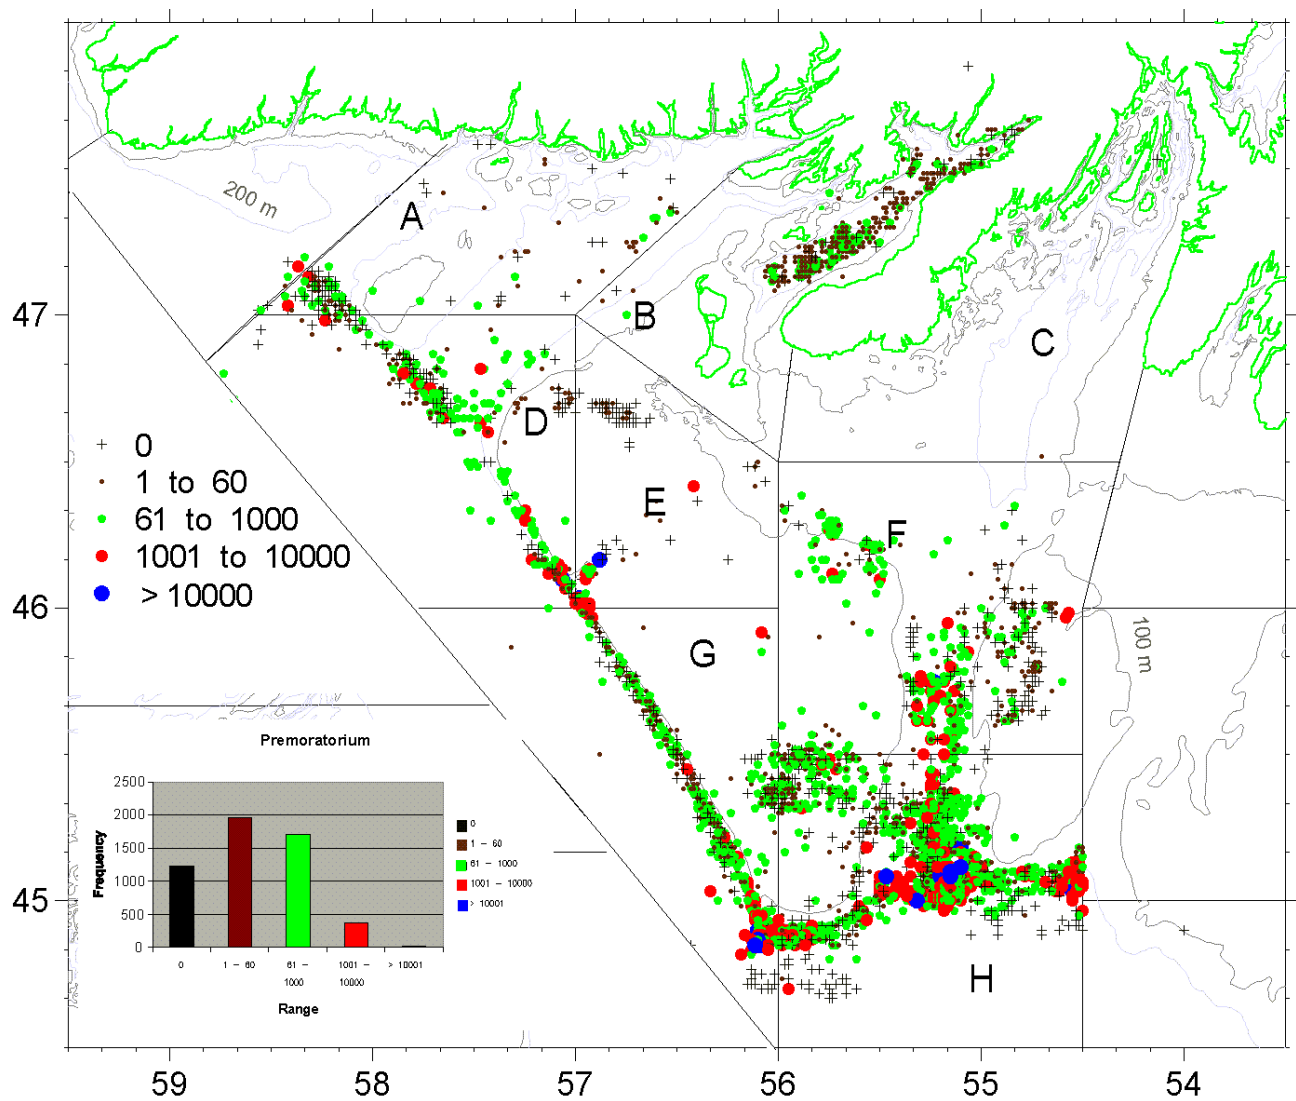 200 m
A
B
C
47
D
0
1 to 60
61 to 1000
1001 to 10000
> 10000
E
F
46
G
100 m
Premoratorium
2500
2000
1500
1000
500
0
Frequency
0
1 - 60
61 - 1000
1001 - 10000
> 10001
0
1 - 60
61 - 1000
1001 - 10000
> 10001
Range
45
H
59 58 57 56 55 54